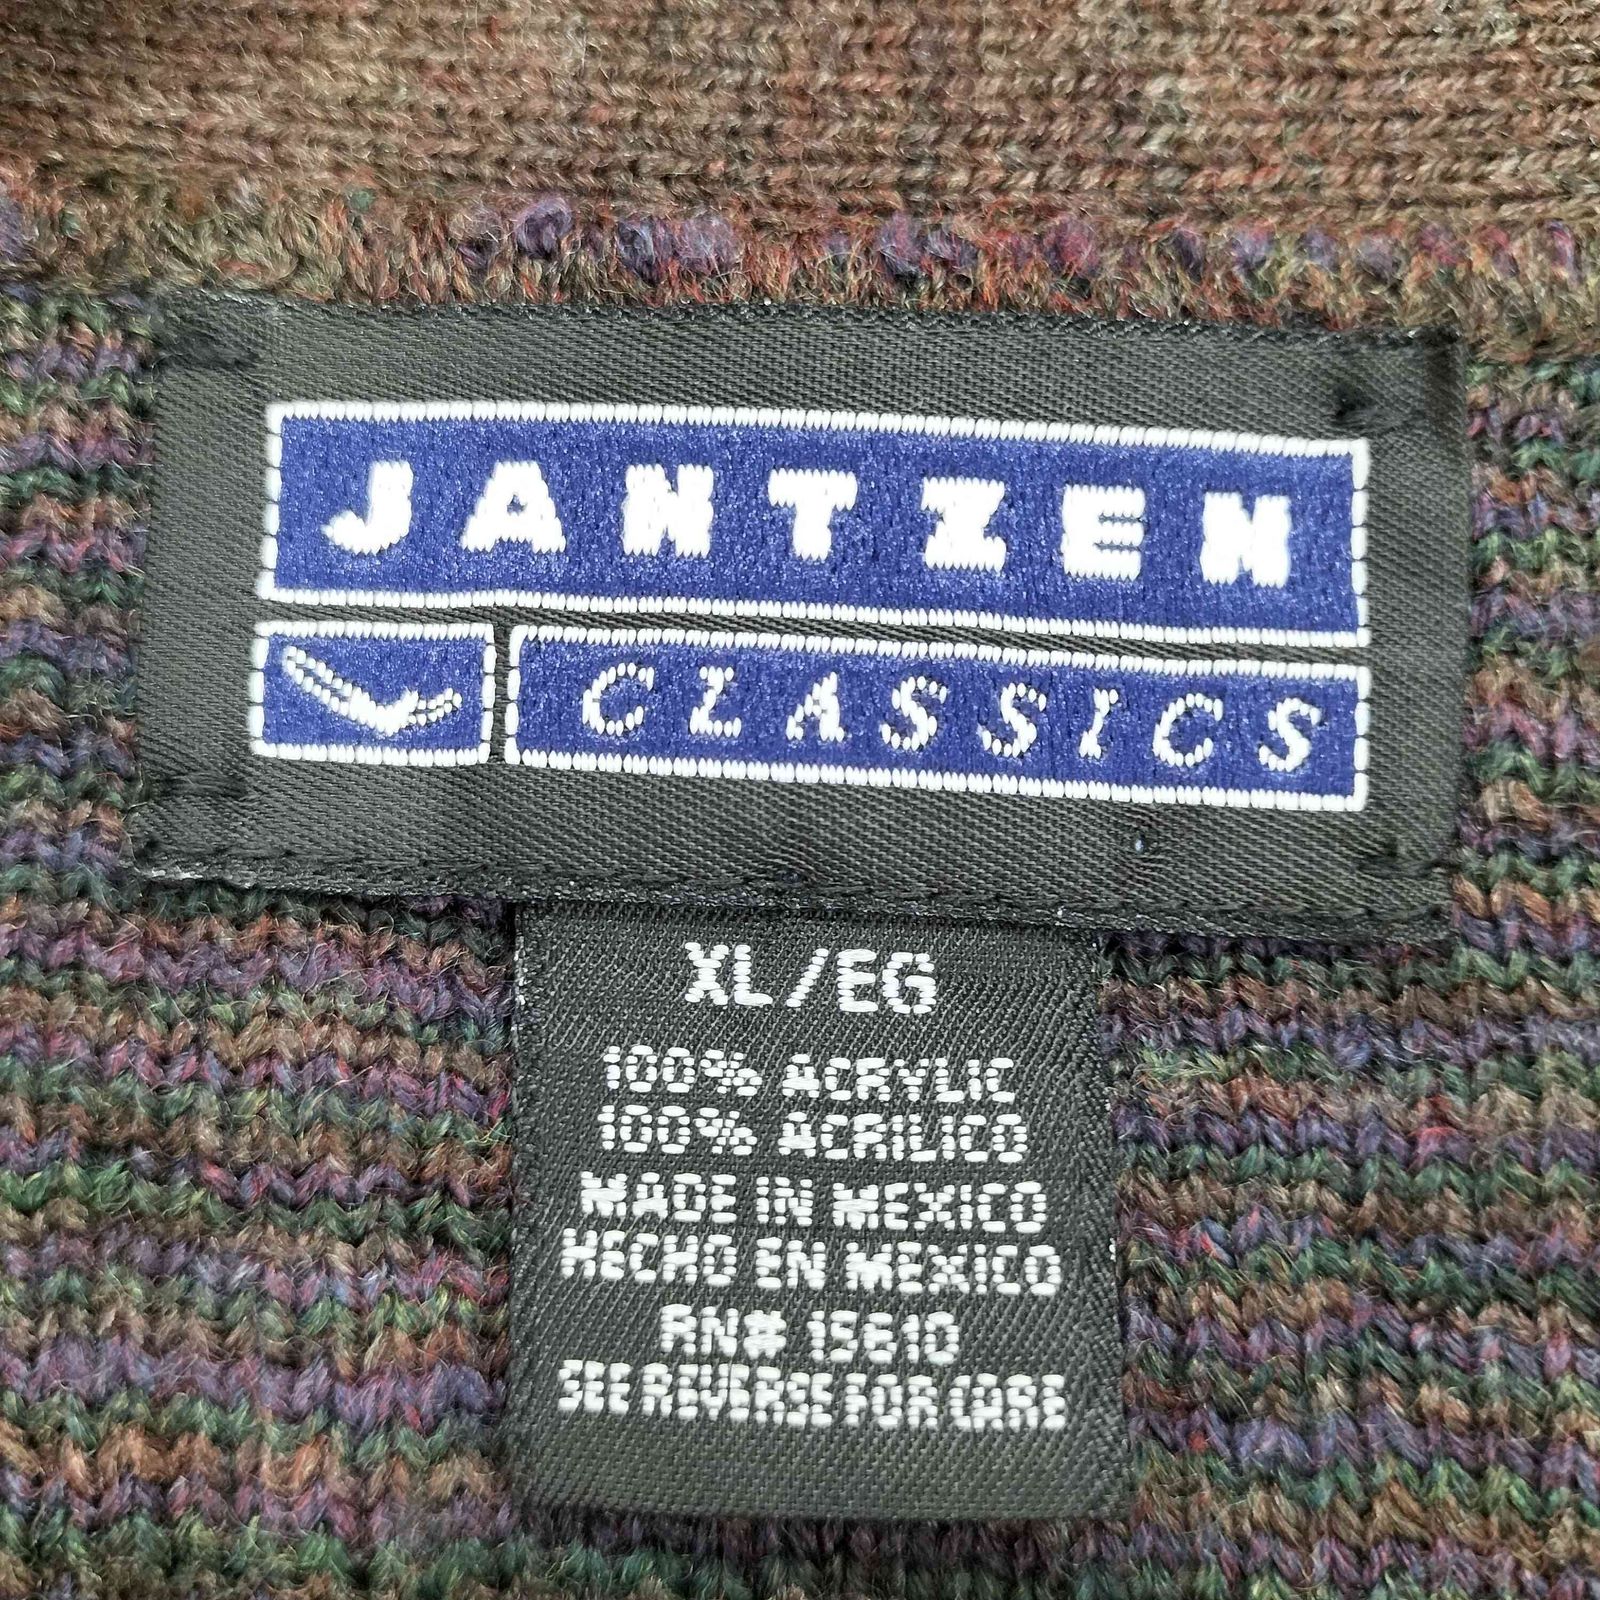 JANTZEN
CLASSICS
XL/EG
100% ACRYLIC
100% ACRILICO
MADE IN MEXICO
HECHO EN MEXICO
RN# 15610
SEE REVERSE FOR CARE